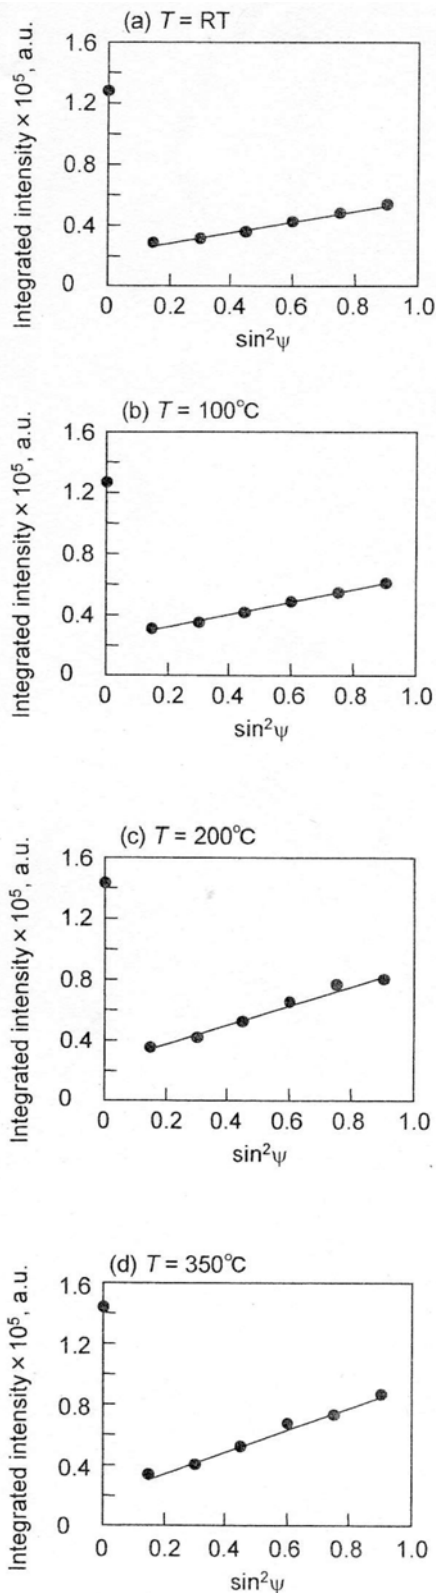 (a) T = RT
Integrated intensity × 10⁵, a.u.
1.6
1.2
0.8
0.4
0
0 0.2 0.4 0.6 0.8 1.0
sin²ψ
(b) T = 100°C
Integrated intensity × 10⁵, a.u.
1.6
1.2
0.8
0.4
0
0 0.2 0.4 0.6 0.8 1.0
sin²ψ
(c) T = 200°C
Integrated intensity × 10⁵, a.u.
1.6
1.2
0.8
0.4
0
0 0.2 0.4 0.6 0.8 1.0
sin²ψ
(d) T = 350°C
Integrated intensity × 10⁵, a.u.
1.6
1.2
0.8
0.4
0
0 0.2 0.4 0.6 0.8 1.0
sin²ψ